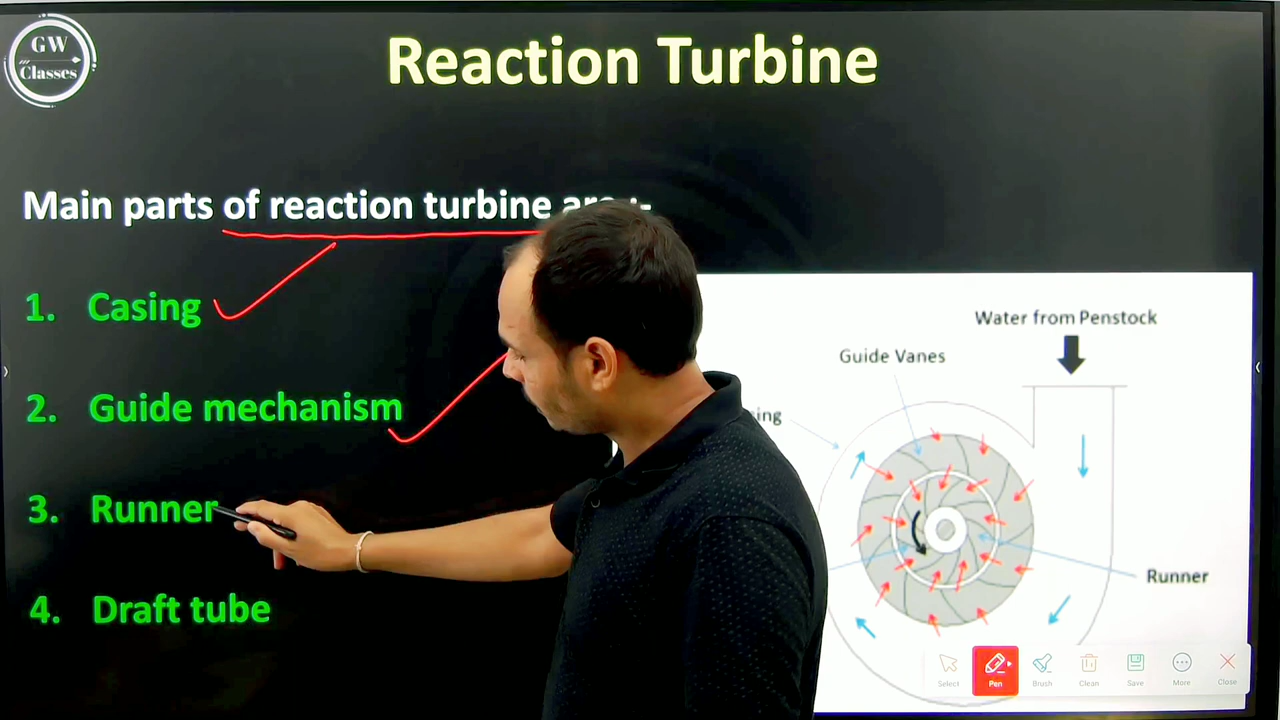 GW
Classes
Reaction Turbine
Main parts of reaction turbine are :-
1. Casing
2. Guide mechanism
3. Runner
4. Draft tube
Water from Penstock
Guide Vanes
Runner
Select
Pen
Brush
Clean
Save
More
Close